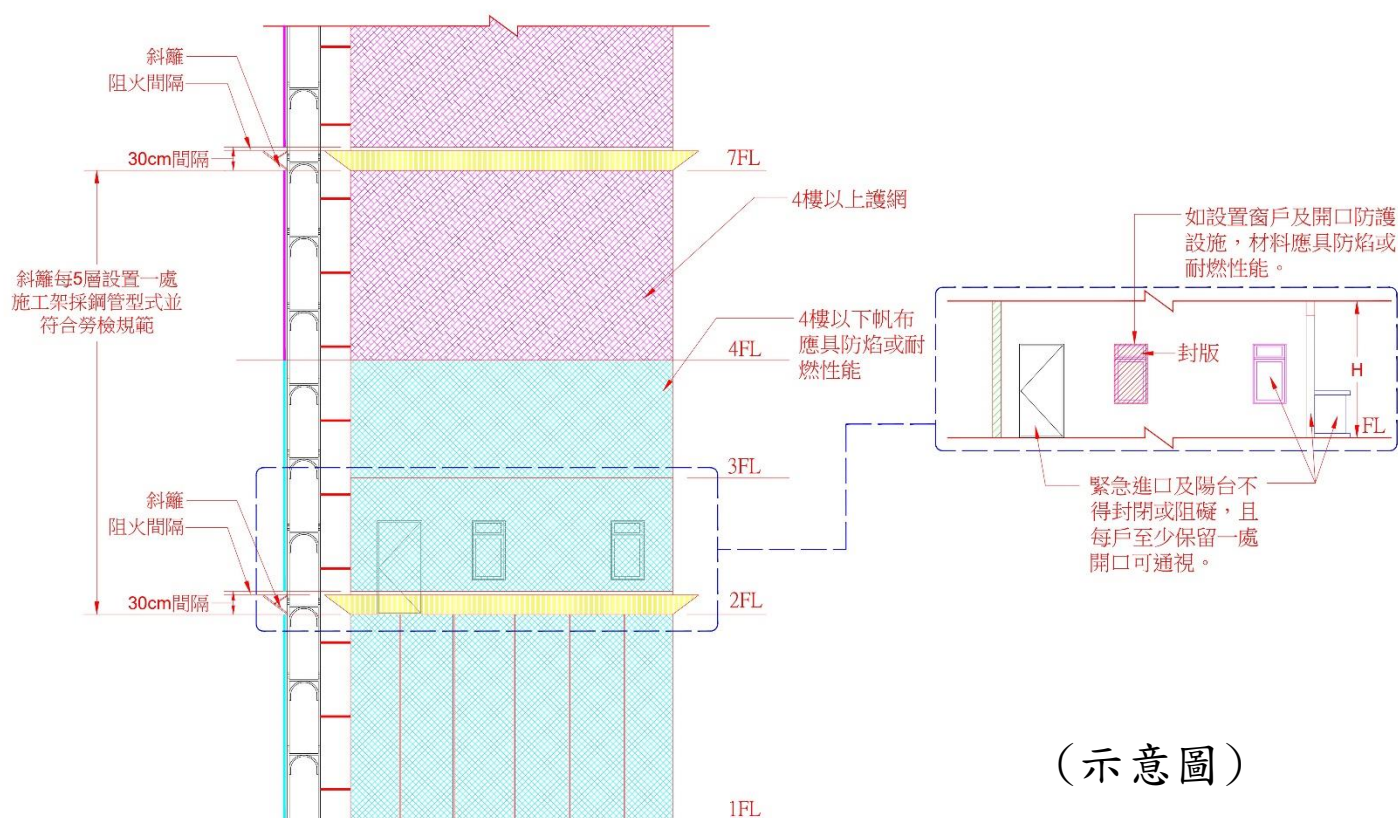 斜籬
阻火間隔
30cm間隔
7FL
4樓以上護網
斜籬每5層設置一處
施工架採鋼管型式並
符合勞檢規範
4樓以下帆布
應具防焰或耐
燃性能
4FL
3FL
斜籬
阻火間隔
30cm間隔
2FL
1FL
如設置窗戶及開口防護
設施，材料應具防焰或
耐燃性能。
封版
H
FL
緊急進口及陽台不
得封閉或阻礙，且
每戶至少保留一處
開口可通視。
（示意圖）